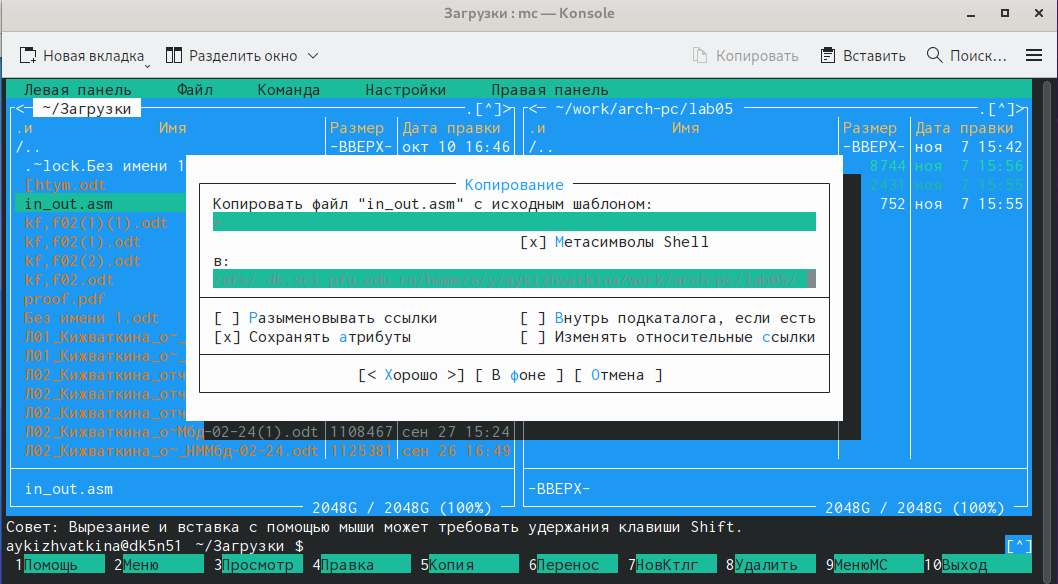 Загрузки : mc — Konsole
Новая вкладка Разделить окно Копировать Вставить Поиск...
Левая панель Файл Команда Настройки Правая панель
<─ ~/Загрузки .[^]> <─ ~/work/arch-pc/lab05 .[^]>
.и Имя Размер Дата правки .и Имя Размер Дата правки
/.. -ВВЕРХ- окт 10 16:46 /.. -ВВЕРХ- ноя 7 15:42
.~lock.Без имени 1 8744 ноя 7 15:56
[htym.odt 2431 ноя 7 15:55
in_out.asm 752 ноя 7 15:55
kf,f02(1)(1).odt
kf,f02(1).odt
kf,f02(2).odt
kf,f02.odt
proof.pdf
Без имени 1.odt
Л01_Кижваткина_о~_
Л01_Кижваткина_о~_
Л02_Кижваткина_отч
Л02_Кижваткина_отч
Л02_Кижваткина_отч
Л02_Кижваткина_о~Мбд-02-24(1).odt 1108467 сен 27 15:24
Л02_Кижваткина_о~_НММбд-02-24.odt 1125381 сен 26 16:49
Копирование
Копировать файл "in_out.asm" с исходным шаблоном:
*
[x] Метасимволы Shell
в:
/afs/.dk.sci.pfu.edu.ru/home/a/y/aykizhvatkina/work/arch-pc/lab05/
[ ] Разыменовывать ссылки [ ] Внутрь подкаталога, если есть
[x] Сохранять атрибуты [ ] Изменять относительные ссылки
[< Хорошо >] [ В фоне ] [ Отмена ]
in_out.asm -ВВЕРХ-
2048G / 2048G (100%) 2048G / 2048G (100%)
Совет: Вырезание и вставка с помощью мыши может требовать удержания клавиши Shift.
aykizhvatkina@dk5n51 ~/Загрузки $ [^]
1Помощь 2Меню 3Просмотр 4Правка 5Копия 6Перенос 7НовКтлг 8Удалить 9МенюМС 10Выход